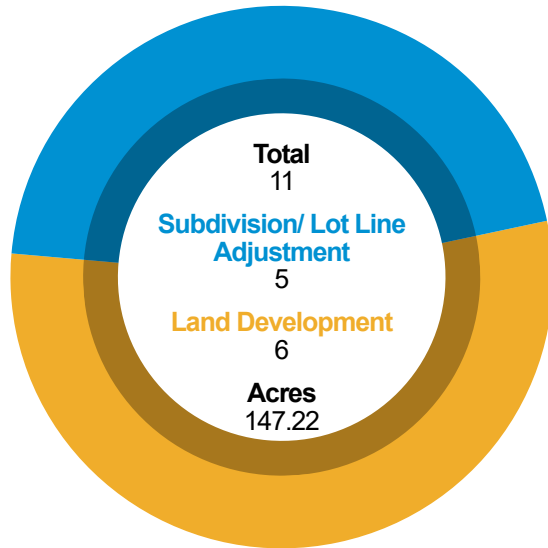 Total
11
Subdivision/ Lot Line
Adjustment
5
Land Development
6
Acres
147.22